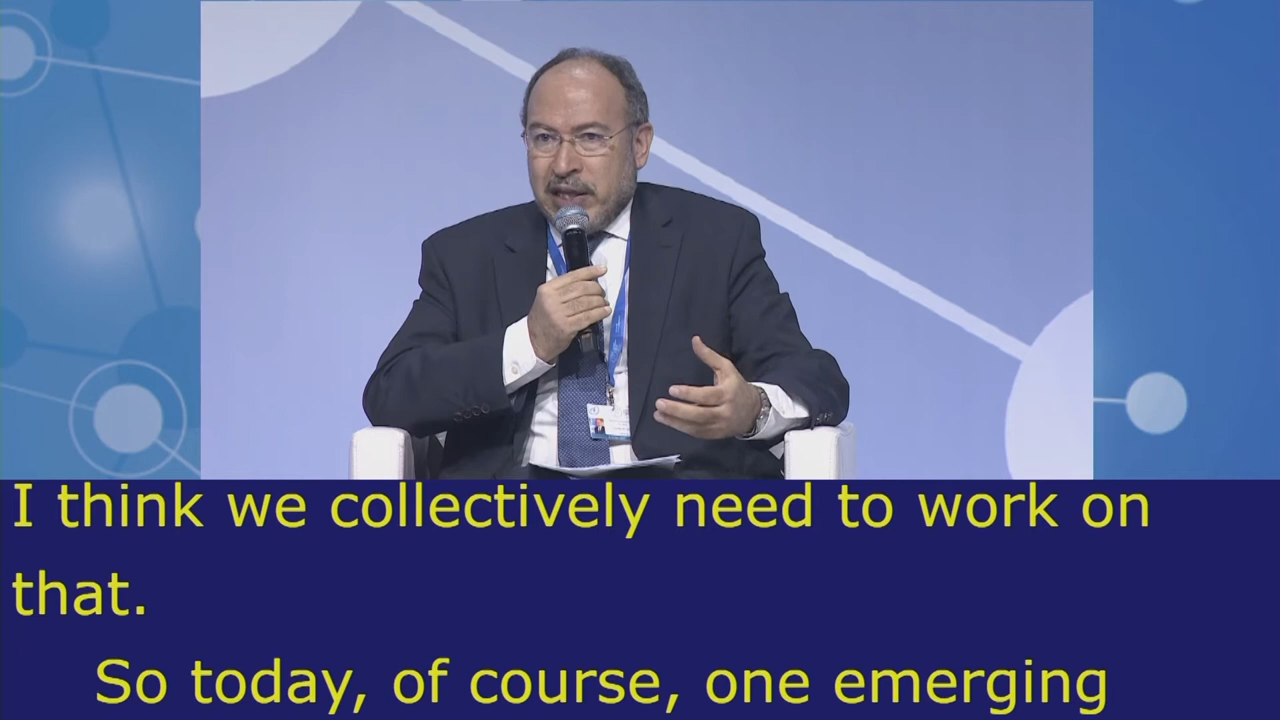 I think we collectively need to work on
that.
So today, of course, one emerging